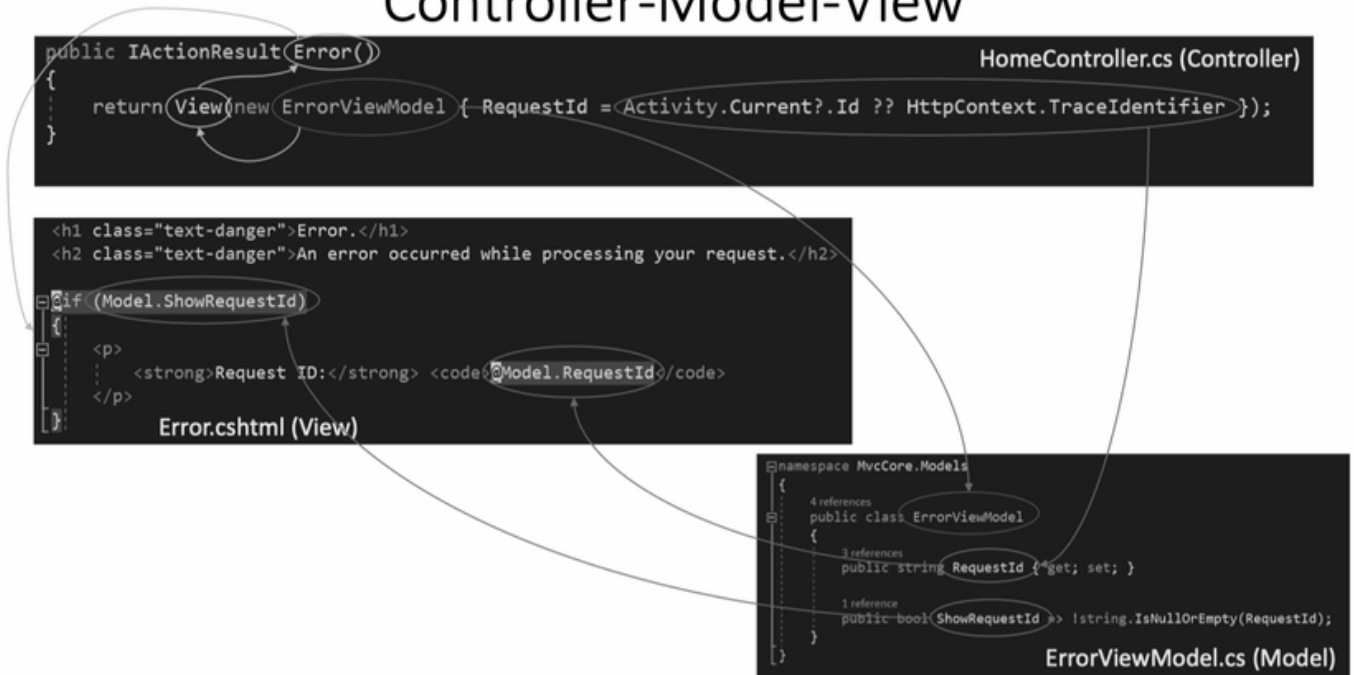 Controller-Model-View
public IActionResult Error()
HomeController.cs (Controller)
{
return View(new ErrorViewModel { RequestId = Activity.Current?.Id ?? HttpContext.TraceIdentifier });
}
<h1 class="text-danger">Error.</h1>
<h2 class="text-danger">An error occurred while processing your request.</h2>
@if (Model.ShowRequestId)
{
<p>
<strong>Request ID:</strong> <code>@Model.RequestId</code>
</p>
}
Error.cshtml (View)
namespace MvcCore.Models
{
4 references
public class ErrorViewModel
{
3 references
public string RequestId { get; set; }
1 reference
public bool ShowRequestId => !string.IsNullOrEmpty(RequestId);
}
}
ErrorViewModel.cs (Model)